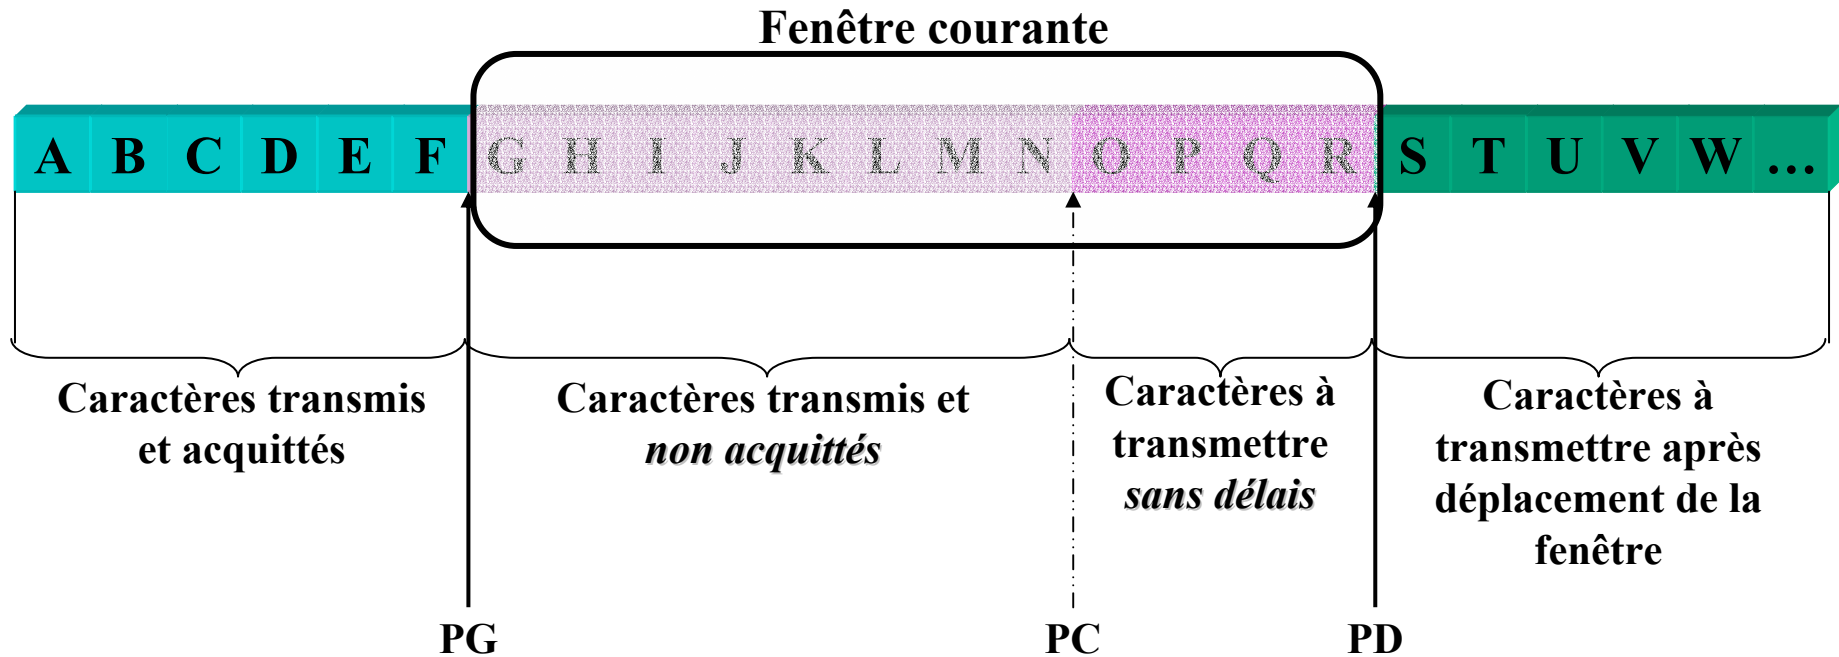 Fenêtre courante
A B C D E F G H I J K L M N O P Q R S T U V W ...
Caractères transmis
et acquittés
Caractères transmis et
non acquittés
Caractères à
transmettre
sans délais
Caractères à
transmettre après
déplacement de la
fenêtre
PG
PC
PD